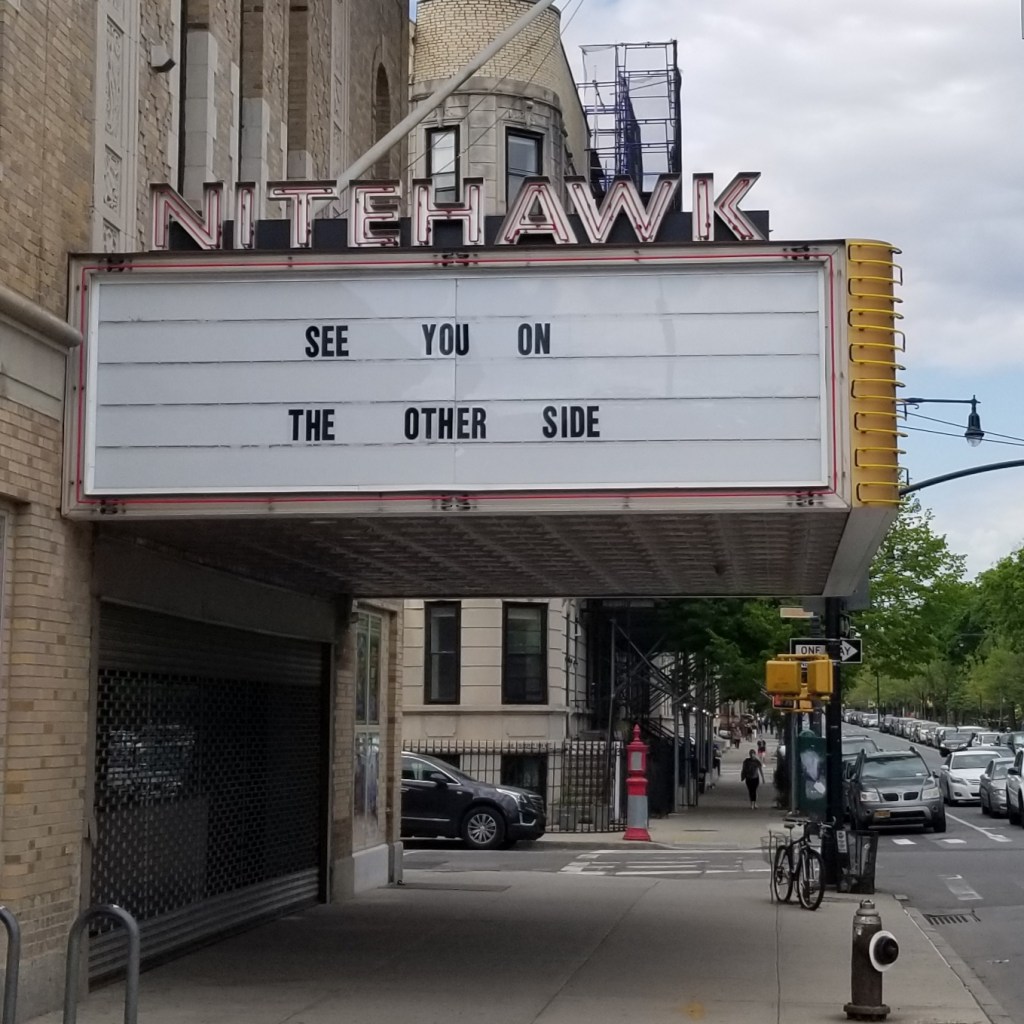 NITEHAWK
SEE YOU ON
THE OTHER SIDE
ONE WAY